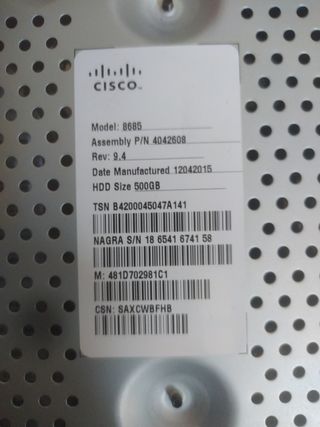 CISCO
Model: 8685
Assembly P/N 4042608
Rev: 9.4
Date Manufactured 12042015
HDD Size 500GB
TSN B4200045047A141
NAGRA S/N 18 6541 6741 58
M: 481D702981C1
CSN: SAXCWBFHB